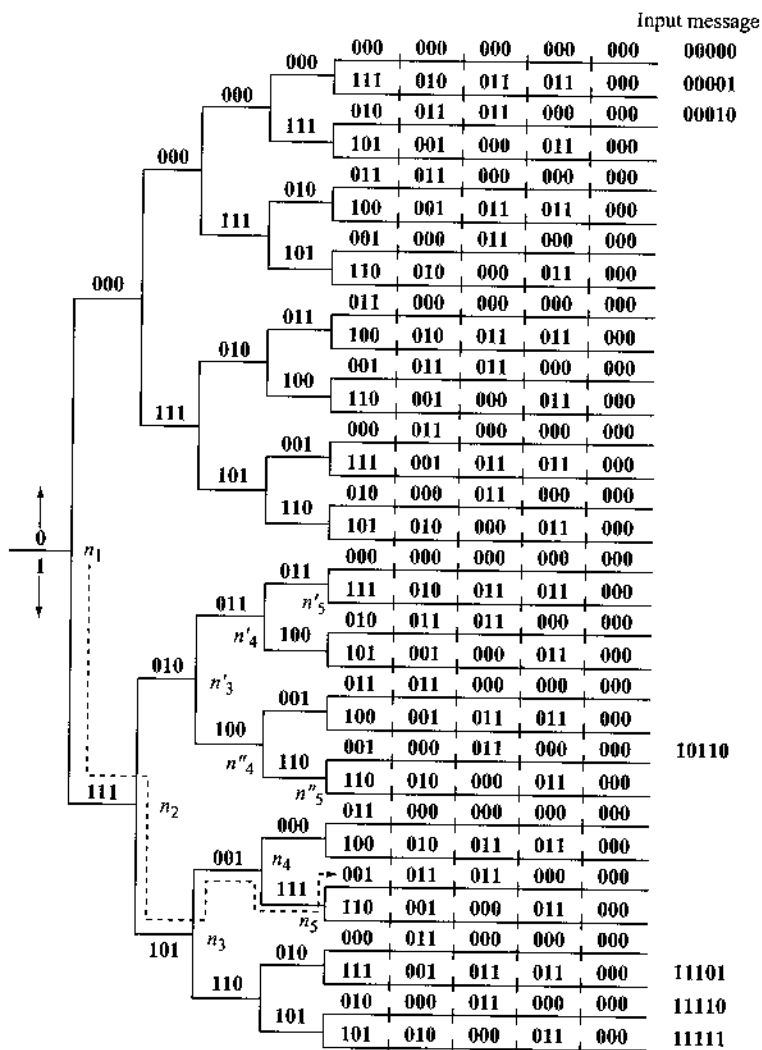 Input message
000 000 000 000 000 00000
000
111 010 011 011 000 00001
000
010 011 011 000 000 00010
111
101 001 000 011 000
000
011 011 000 000 000
010
100 001 011 011 000
111
001 000 011 000 000
101
110 010 000 011 000
000
011 000 000 000 000
011
100 010 011 011 000
010
001 011 011 000 000
100
110 001 000 011 000
111
000 011 000 000 000
001
111 001 011 011 000
101
010 000 011 000 000
110
101 010 000 011 000
0
n1 000 000 000 000 000
1
011
111 010 011 011 000
011 n'5
010 011 011 000 000
n'4 100
101 001 000 011 000
010
n'3 011 011 000 000 000
001
100 001 011 011 000
100
001 000 011 000 000 10110
n"4 110
110 010 000 011 000
111 n"5
n2 011 000 000 000 000
000
100 010 011 011 000
001 n4
001 011 011 000 000
111
110 001 000 011 000
n5
n3 000 011 000 000 000
101 010
111 001 011 011 000 11101
110
010 000 011 000 000 11110
101
101 010 000 011 000 11111